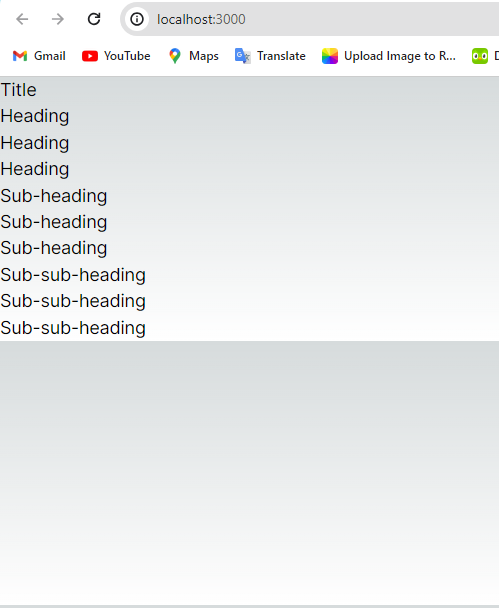 localhost:3000
Gmail YouTube Maps Translate Upload Image to R... D
Title
Heading
Heading
Heading
Sub-heading
Sub-heading
Sub-heading
Sub-sub-heading
Sub-sub-heading
Sub-sub-heading